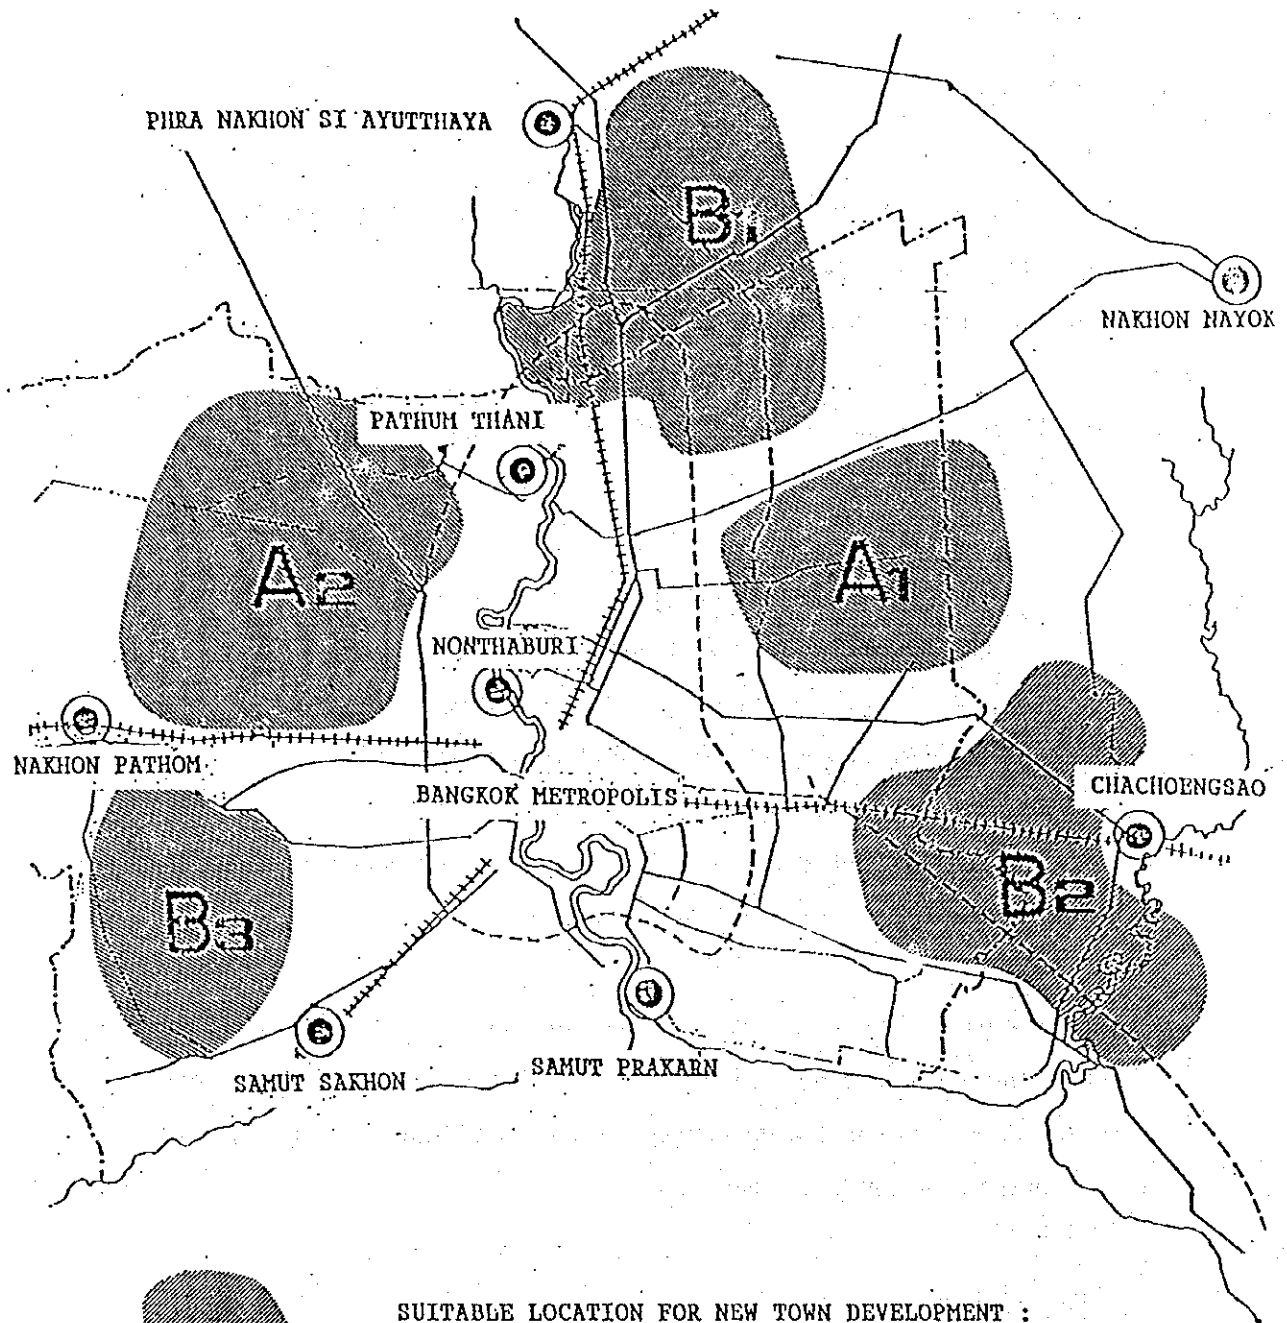 PHRA NAKHON SI AYUTTHAYA
B1
NAKHON NAYOK
PATHUM THANI
A2
A1
NONTHABURI
NAKHON PATHOM
BANGKOK METROPOLIS
CHACHOENGSAO
B3
B2
SAMUT SAKHON
SAMUT PRAKARN
SUITABLE LOCATION FOR NEW TOWN DEVELOPMENT :